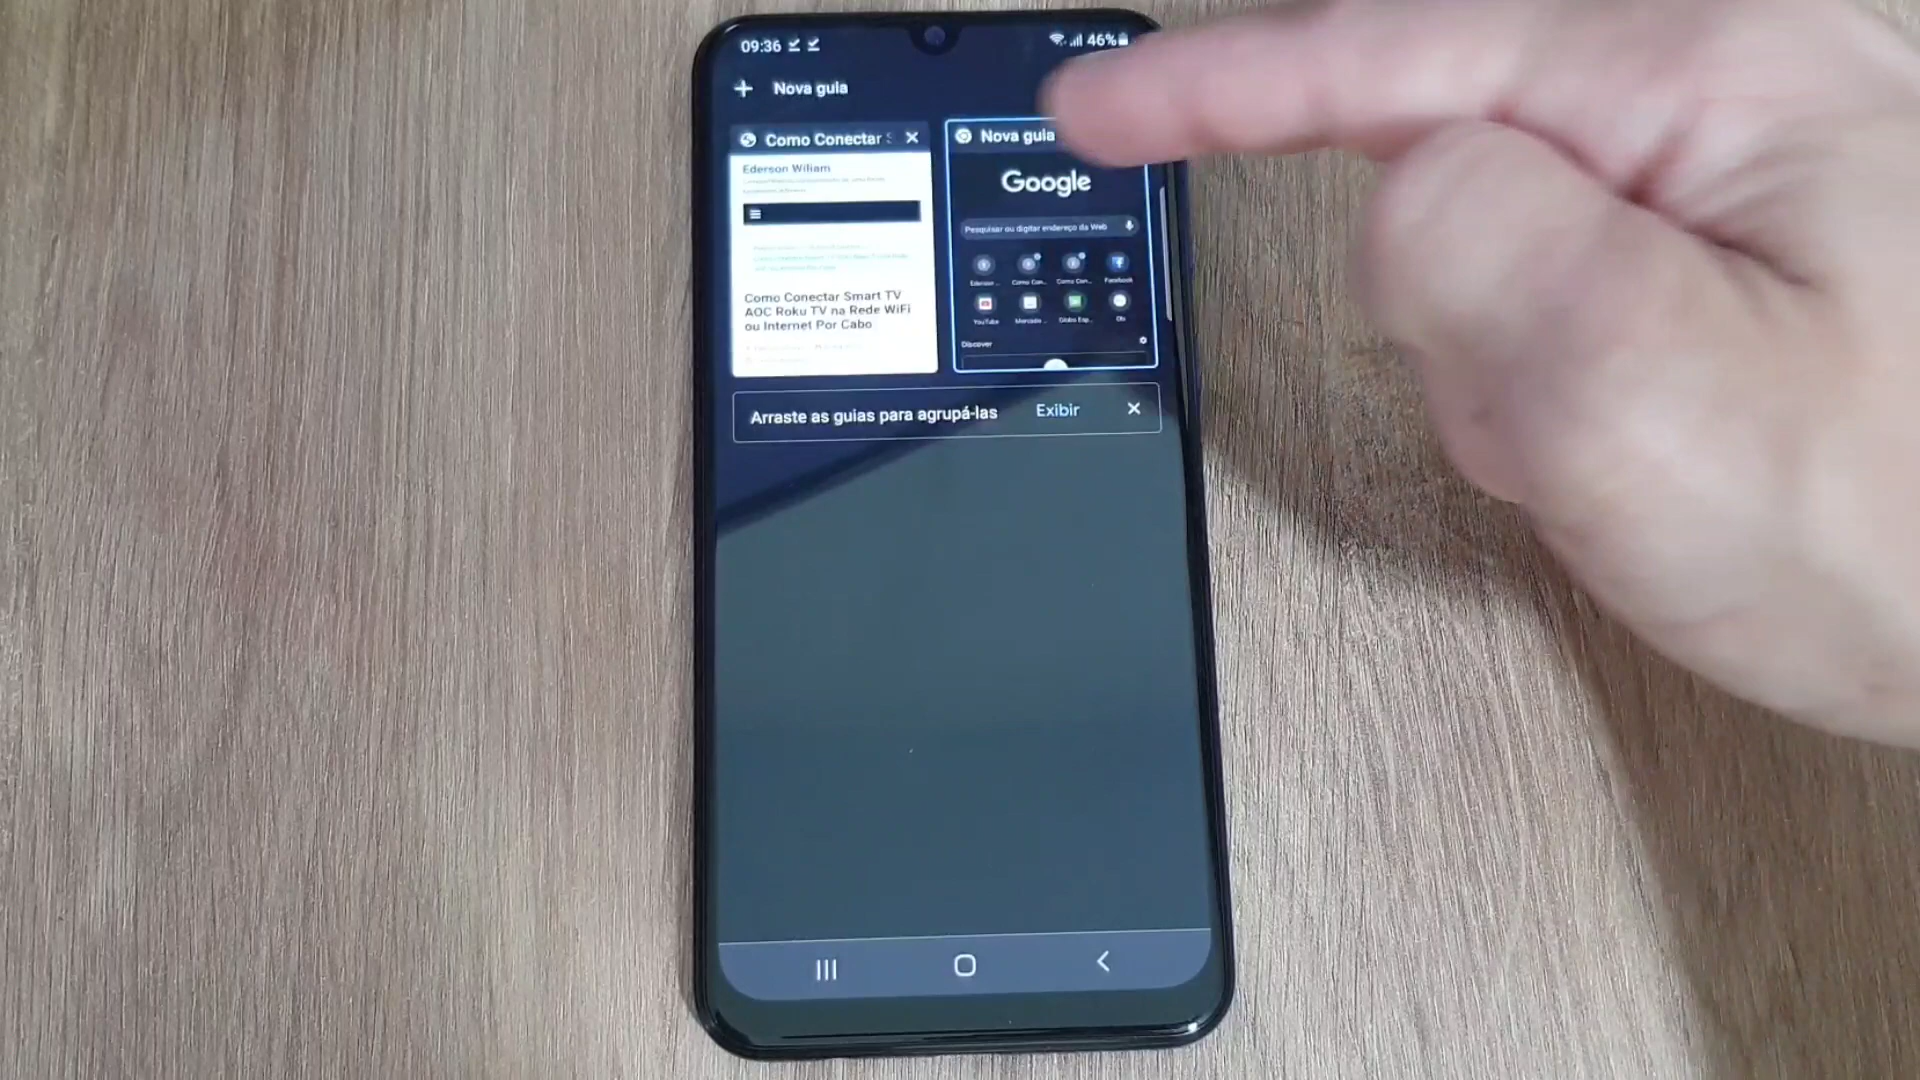 09:36
46%
Nova guia
Como Conectar
Nova guia
Ederson Wiliam
Google
Pesquisar ou digitar endereço da Web
Ederson ...
Como Con...
Como Con...
Facebook
YouTube
Mercado ...
Globo Esp...
Olx
Como Conectar Smart TV
AOC Roku TV na Rede WiFi
ou Internet Por Cabo
Discover
Arraste as guias para agrupá-las
Exibir